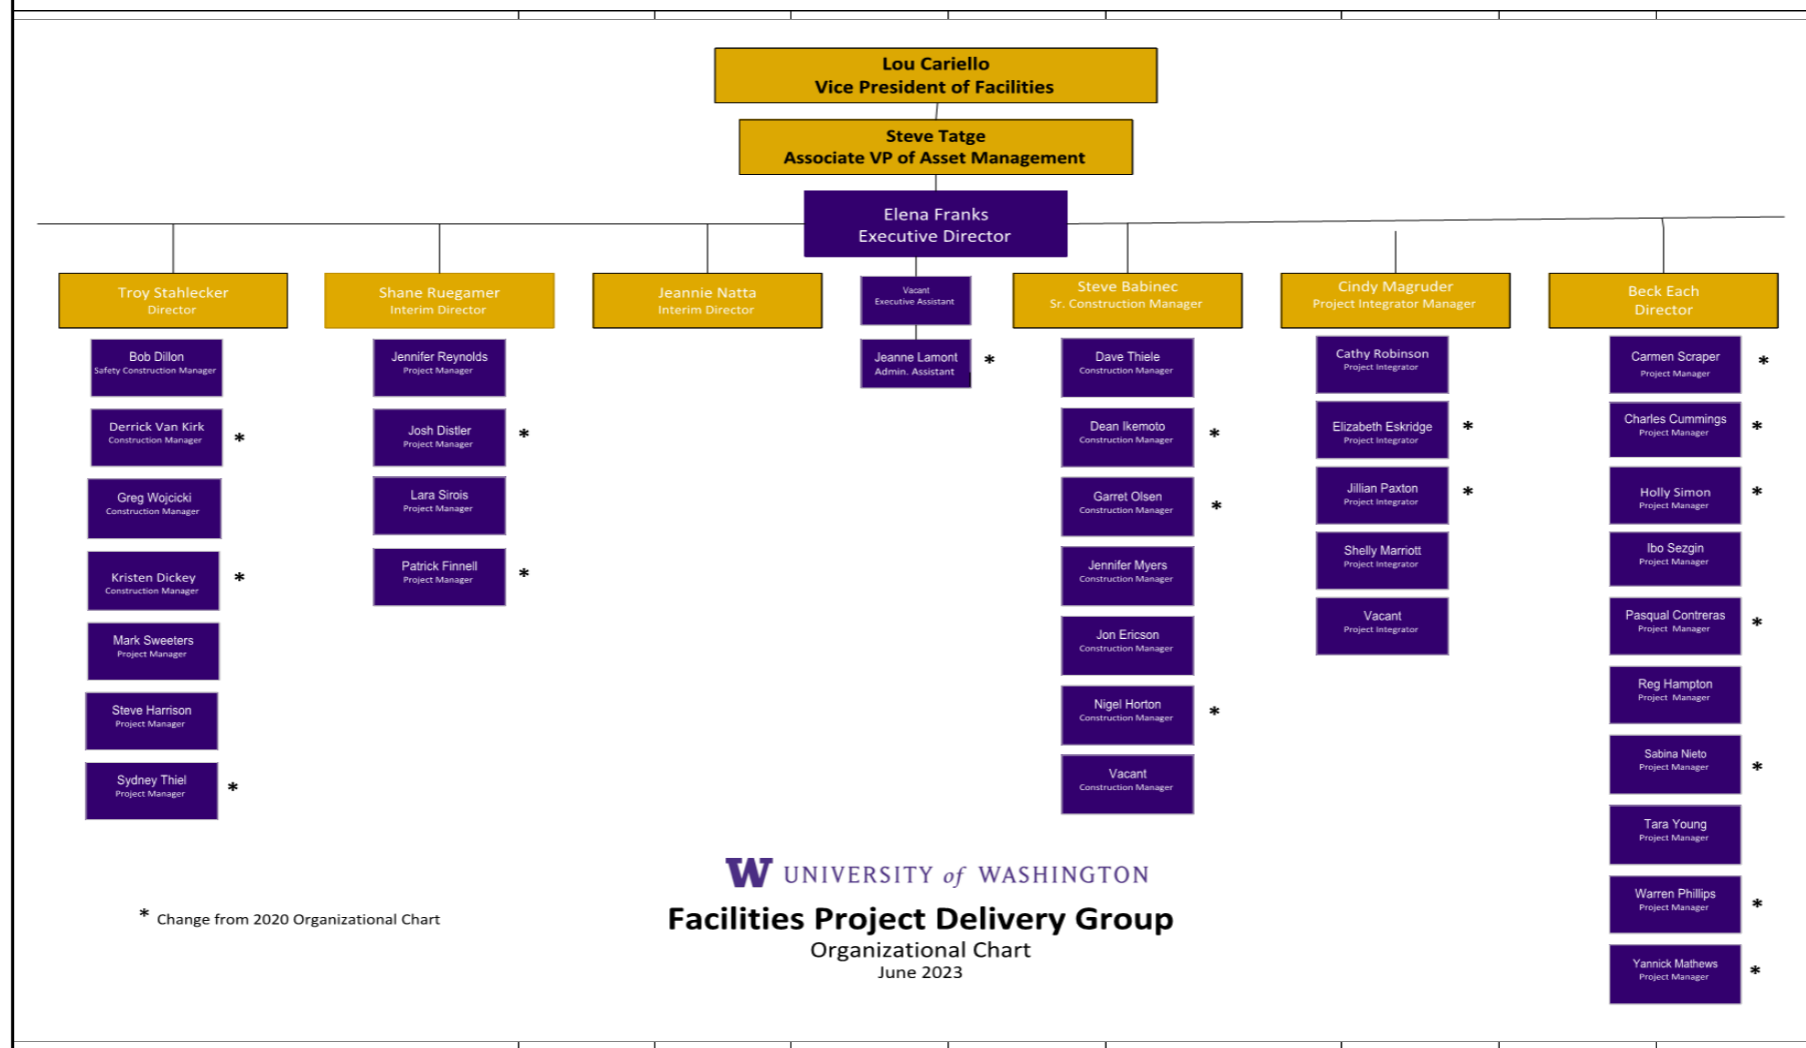 Lou Cariello
Vice President of Facilities
Steve Tatge
Associate VP of Asset Management
Elena Franks
Executive Director
Troy Stahlecker
Director
Bob Dillon
Safety Construction Manager
Derrick Van Kirk
Construction Manager
*
Greg Wojcicki
Construction Manager
Kristen Dickey
Construction Manager
*
Mark Sweeters
Project Manager
Steve Harrison
Project Manager
Sydney Thiel
Project Manager
*
Shane Ruegamer
Interim Director
Jennifer Reynolds
Project Manager
Josh Distler
Project Manager
*
Lara Sirois
Project Manager
Patrick Finnell
Project Manager
*
Jeannie Natta
Interim Director
Vacant
Executive Assistant
Jeanne Lamont
Admin. Assistant
*
Steve Babinec
Sr. Construction Manager
Dave Thiele
Construction Manager
Dean Ikemoto
Construction Manager
*
Garret Olsen
Construction Manager
*
Jennifer Myers
Construction Manager
Jon Ericson
Construction Manager
Nigel Horton
Construction Manager
*
Vacant
Construction Manager
Cindy Magruder
Project Integrator Manager
Cathy Robinson
Project Integrator
Elizabeth Eskridge
Project Integrator
*
Jillian Paxton
Project Integrator
*
Shelly Marriott
Project Integrator
Vacant
Project Integrator
Beck Each
Director
Carmen Scraper
Project Manager
*
Charles Cummings
Project Manager
*
Holly Simon
Project Manager
*
Ibo Sezgin
Project Manager
Pasqual Contreras
Project Manager
*
Reg Hampton
Project Manager
Sabina Nieto
Project Manager
*
Tara Young
Project Manager
Warren Phillips
Project Manager
*
Yannick Mathews
Project Manager
*
* Change from 2020 Organizational Chart
W UNIVERSITY of WASHINGTON
Facilities Project Delivery Group
Organizational Chart
June 2023